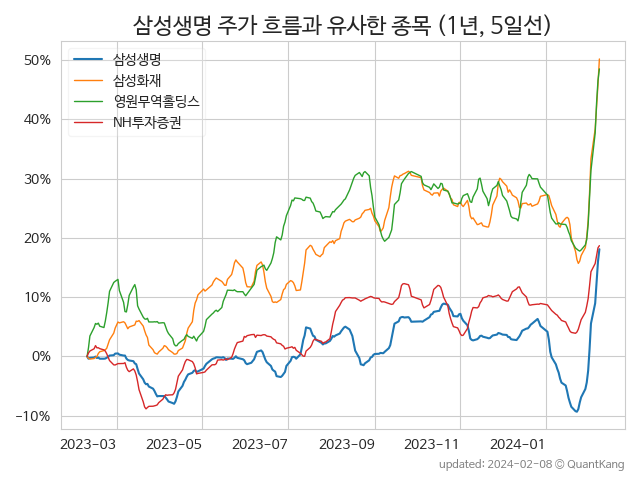 삼성생명 주가 흐름과 유사한 종목 (1년, 5일선)
삼성생명
삼성화재
영원무역홀딩스
NH투자증권
50%
40%
30%
20%
10%
0%
−10%
2023-03
2023-05
2023-07
2023-09
2023-11
2024-01
updated: 2024-02-08 ⓒ QuantKang